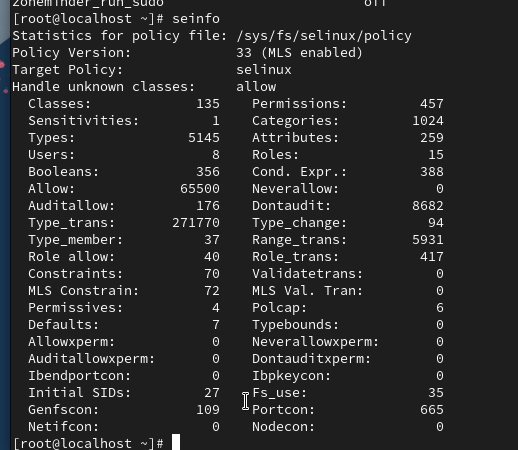 zoneminder_run_sudo off
[root@localhost ~]# seinfo
Statistics for policy file: /sys/fs/selinux/policy
Policy Version: 33 (MLS enabled)
Target Policy: selinux
Handle unknown classes: allow
Classes: 135 Permissions: 457
Sensitivities: 1 Categories: 1024
Types: 5145 Attributes: 259
Users: 8 Roles: 15
Booleans: 356 Cond. Expr.: 388
Allow: 65500 Neverallow: 0
Auditallow: 176 Dontaudit: 8682
Type_trans: 271770 Type_change: 94
Type_member: 37 Range_trans: 5931
Role allow: 40 Role_trans: 417
Constraints: 70 Validatetrans: 0
MLS Constrain: 72 MLS Val. Tran: 0
Permissives: 4 Polcap: 6
Defaults: 7 Typebounds: 0
Allowxperm: 0 Neverallowxperm: 0
Auditallowxperm: 0 Dontauditxperm: 0
Ibendportcon: 0 Ibpkeycon: 0
Initial SIDs: 27 Fs_use: 35
Genfscon: 109 Portcon: 665
Netifcon: 0 Nodecon: 0
[root@localhost ~]#